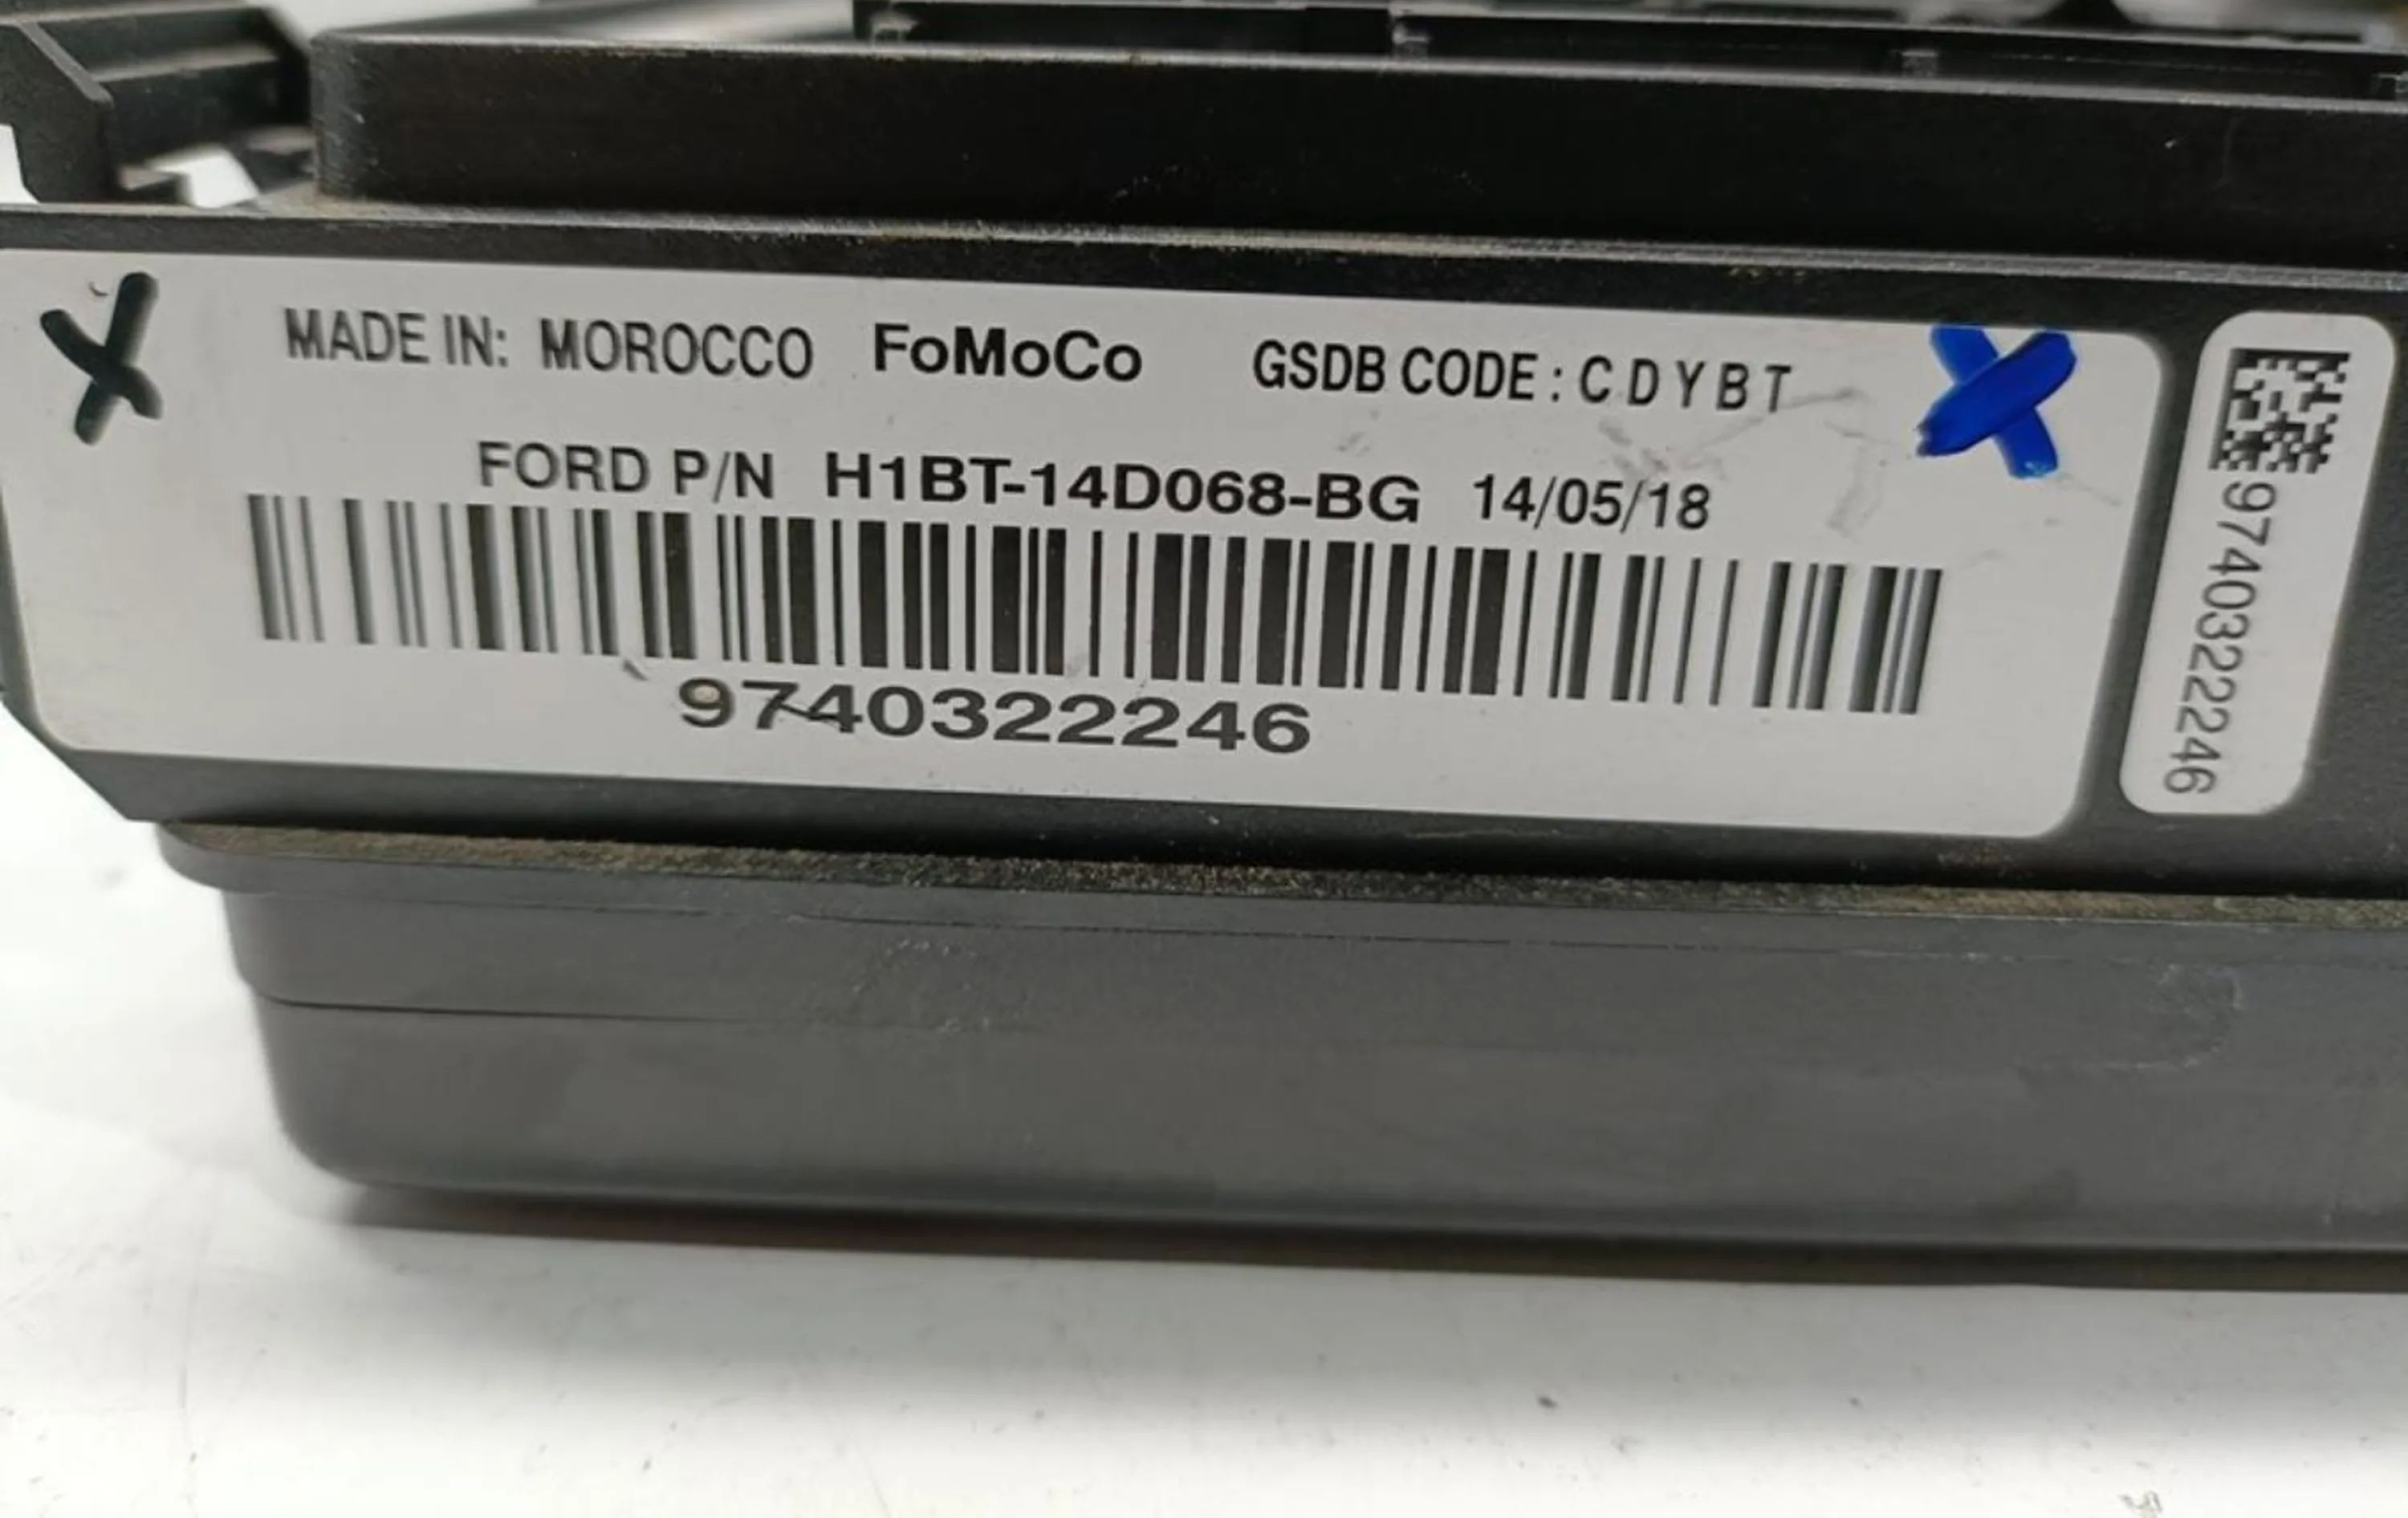 MADE IN: MOROCCO FoMoCo GSDB CODE : C D Y B T
FORD P/N H1BT-14D068-BG 14/05/18
9740322246
9740322246